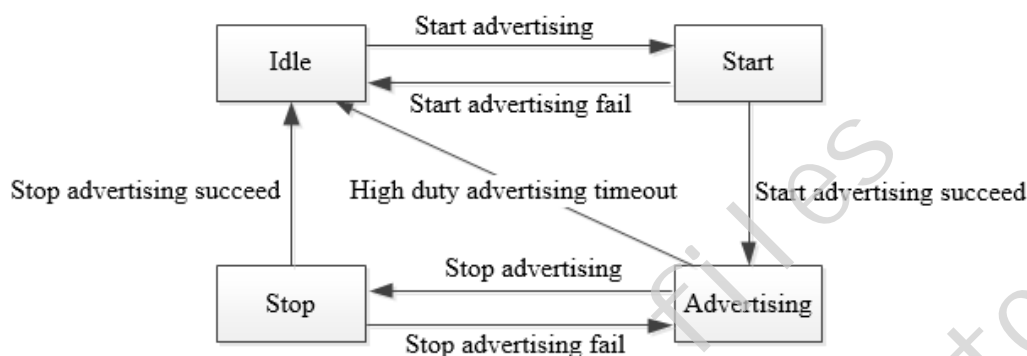 Start advertising
Idle
Start
Start advertising fail
Stop advertising succeed
High duty advertising timeout
Start advertising succeed
Stop advertising
Stop
Advertising
Stop advertising fail
files